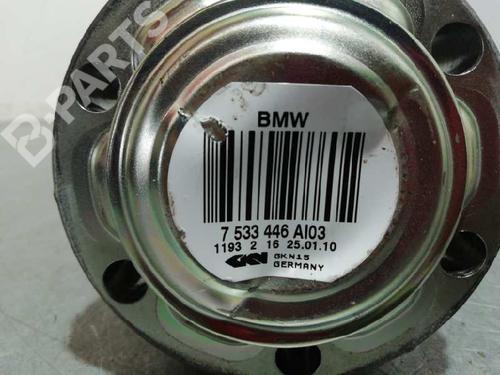 B-PARTS
BMW
7 533 446 AI03
1193 2 16 25.01.10
GKN GKN15
GERMANY